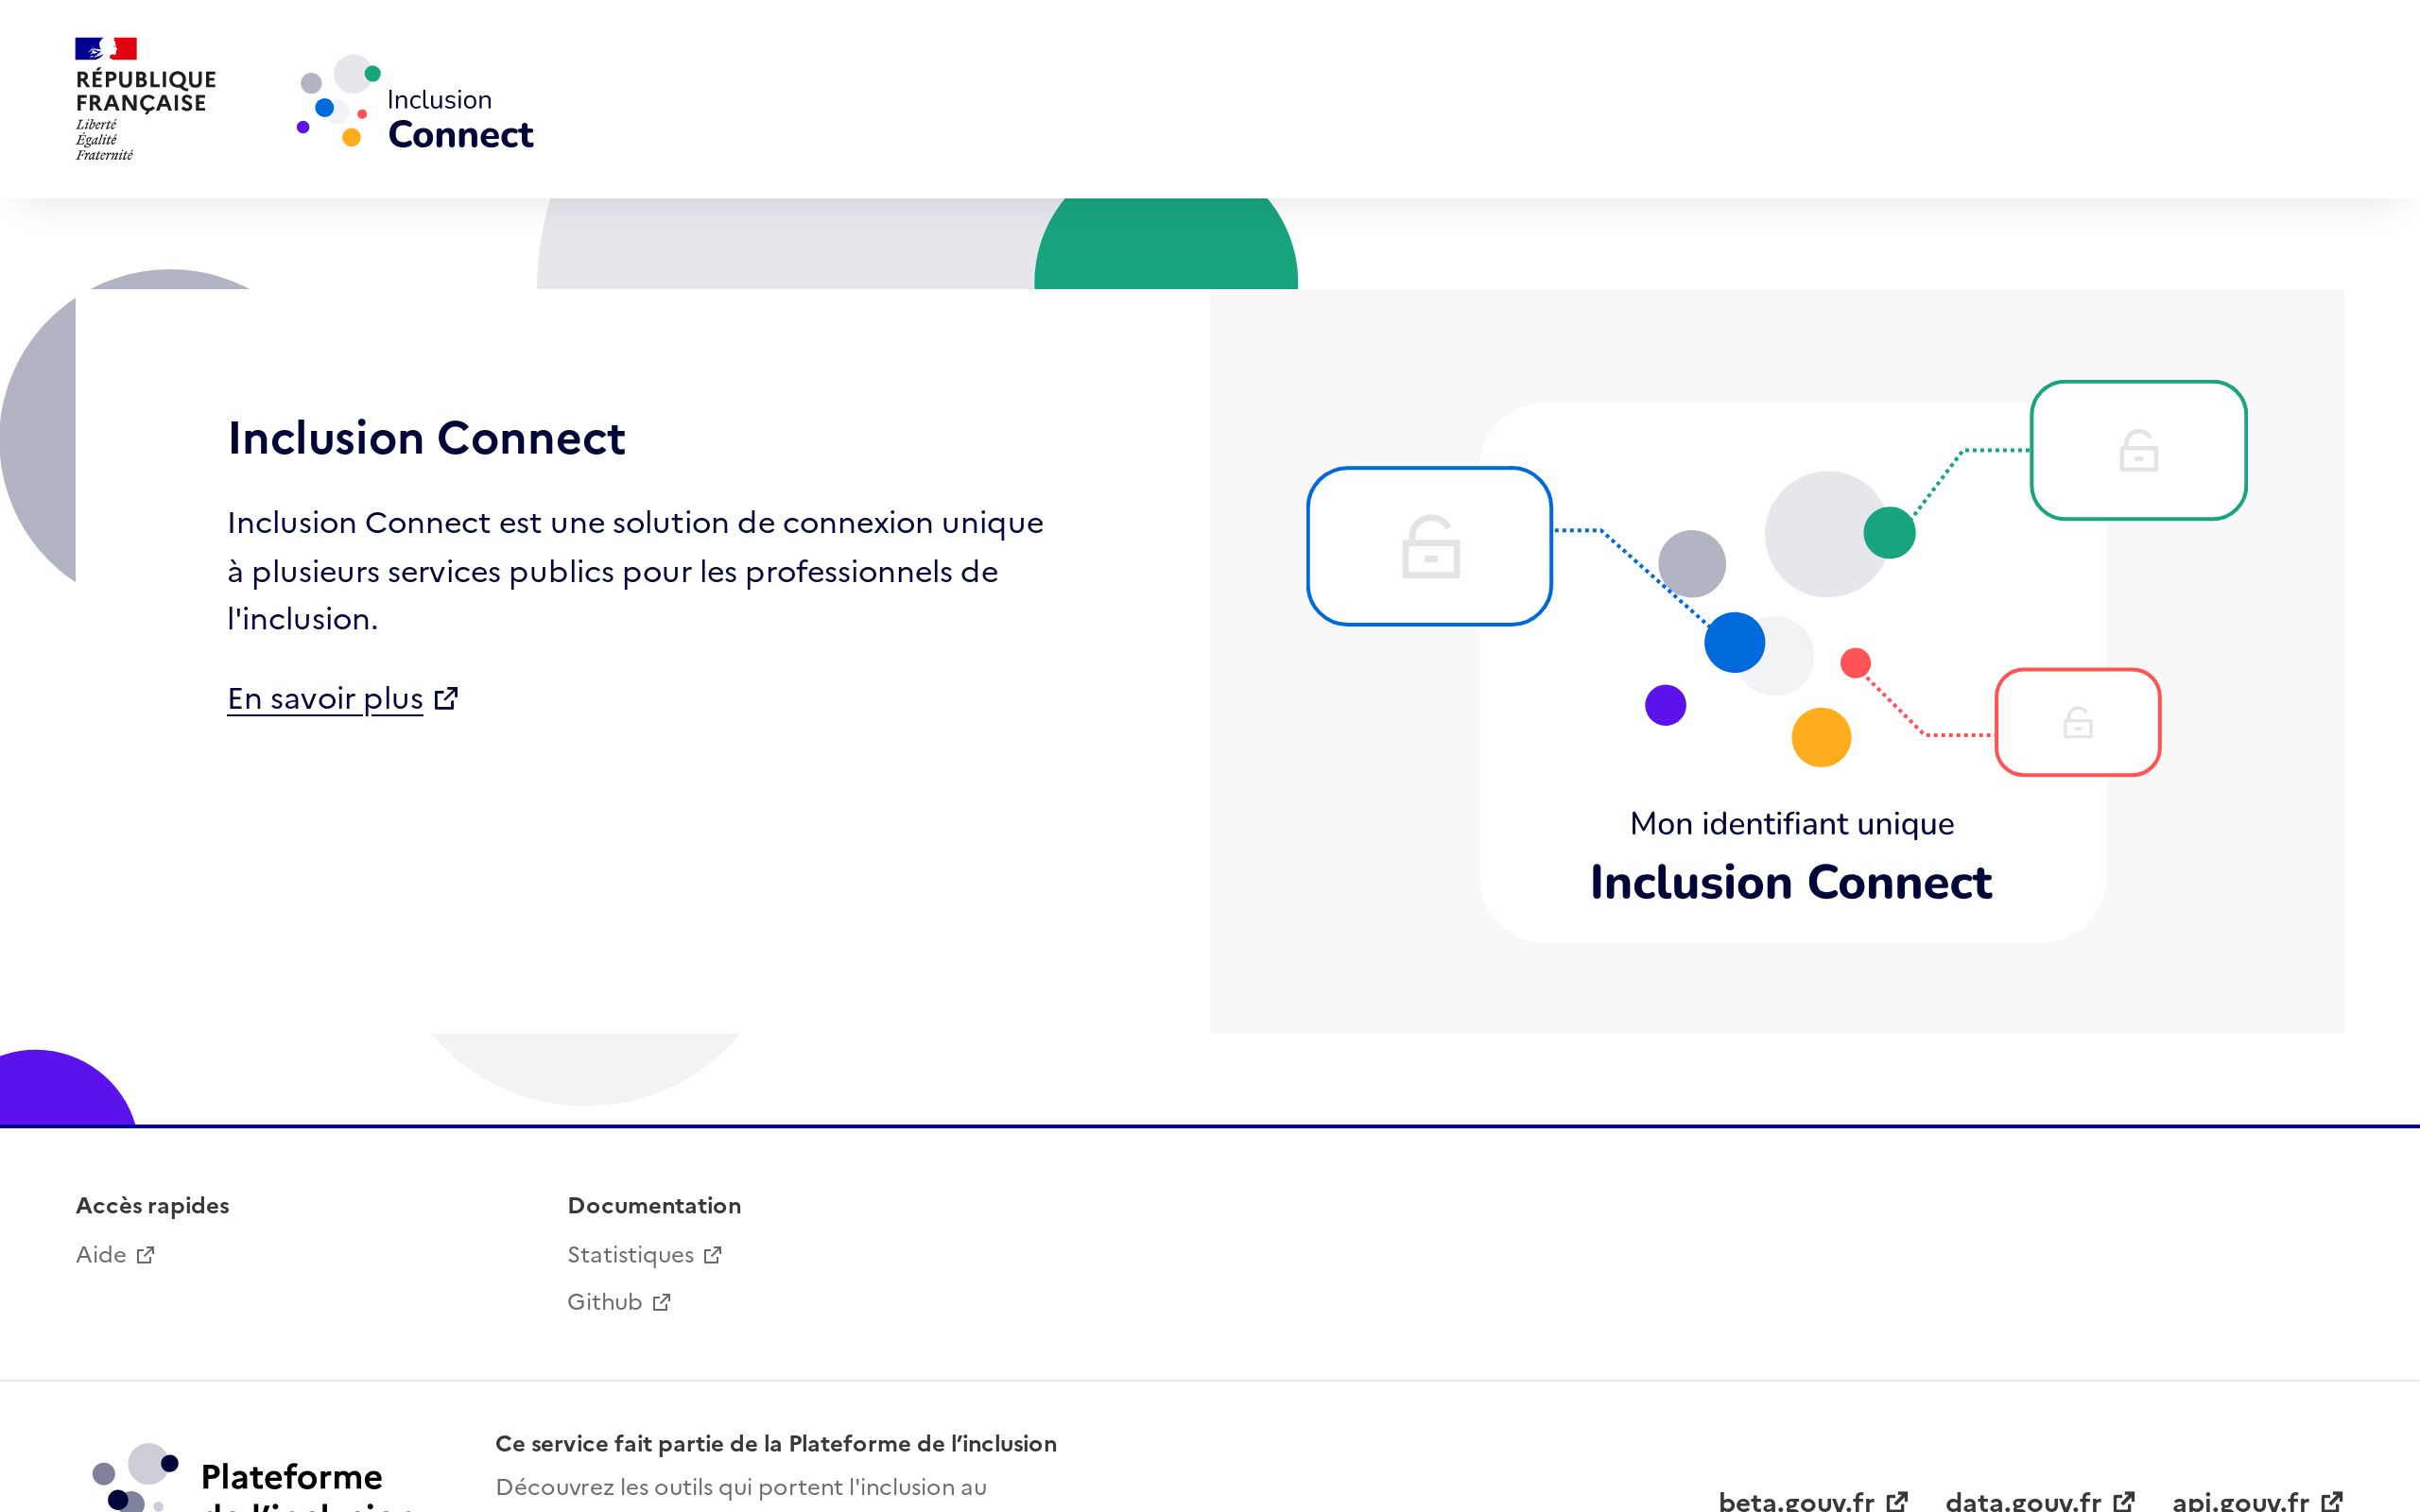 RÉPUBLIQUE
FRANÇAISE
Liberté
Égalité
Fraternité
Inclusion
Connect
Inclusion Connect
Inclusion Connect est une solution de connexion unique
à plusieurs services publics pour les professionnels de
l'inclusion.
En savoir plus
Mon identifiant unique
Inclusion Connect
Accès rapides
Aide
Documentation
Statistiques
Github
Plateforme
de l'inclusion
Ce service fait partie de la Plateforme de l’inclusion
Découvrez les outils qui portent l'inclusion au
beta.gouv.fr
data.gouv.fr
api.gouv.fr